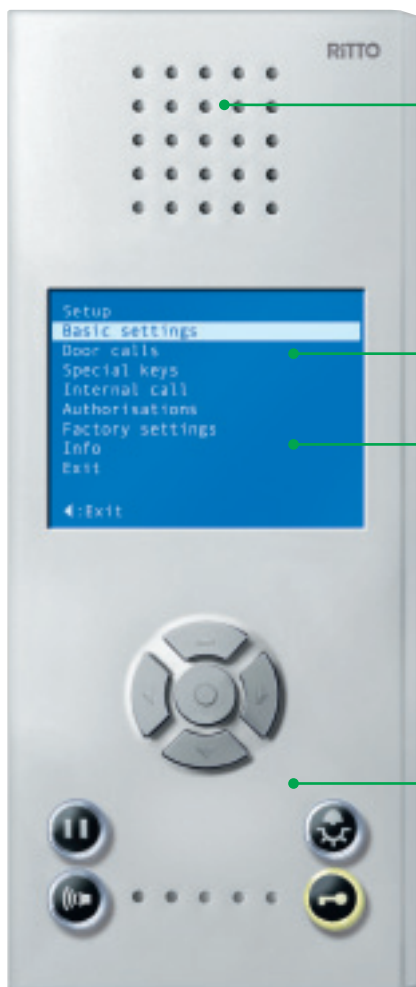 RiTTO
Setup
Basic settings
Door calls
Special keys
Internal call
Authorisations
Factory settings
Info
Exit
◀:Exit